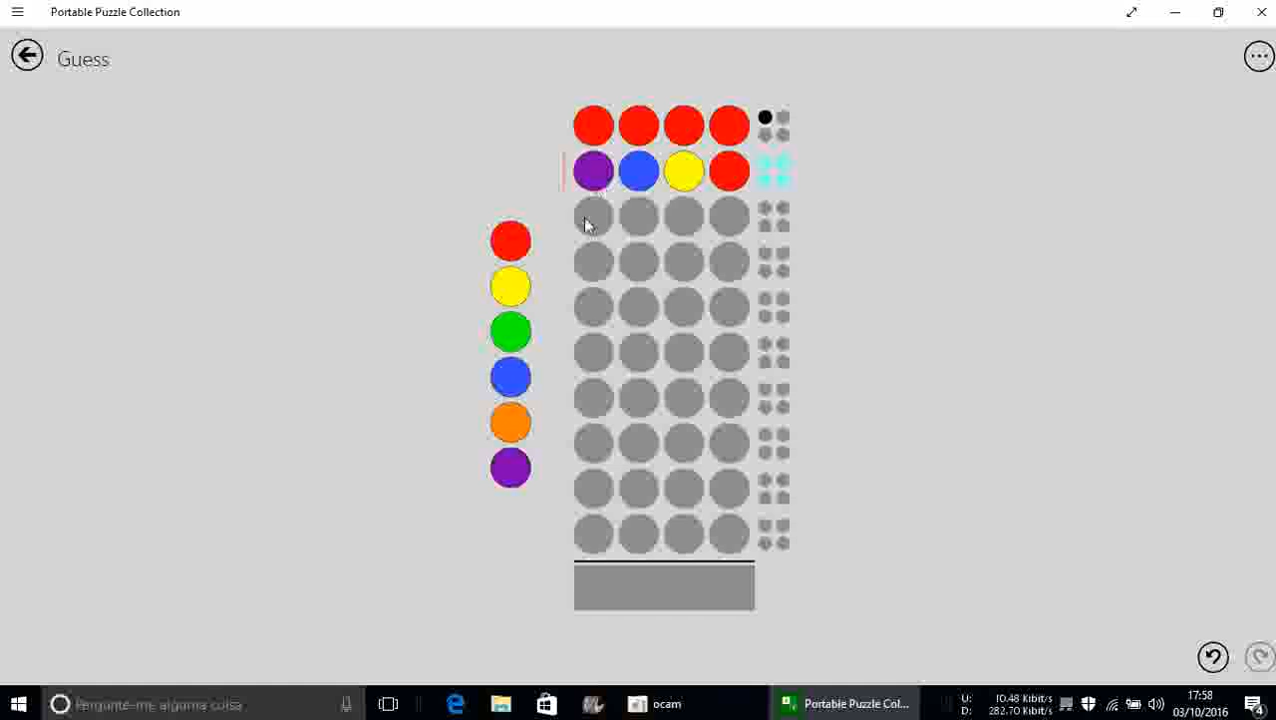 Portable Puzzle Collection
Guess
Pergunte-me alguma coisa
ocam
Portable Puzzle Col...
U: 10.48 Kibit/s
D: 282.70 Kibit/s
17:58
03/10/2016
4